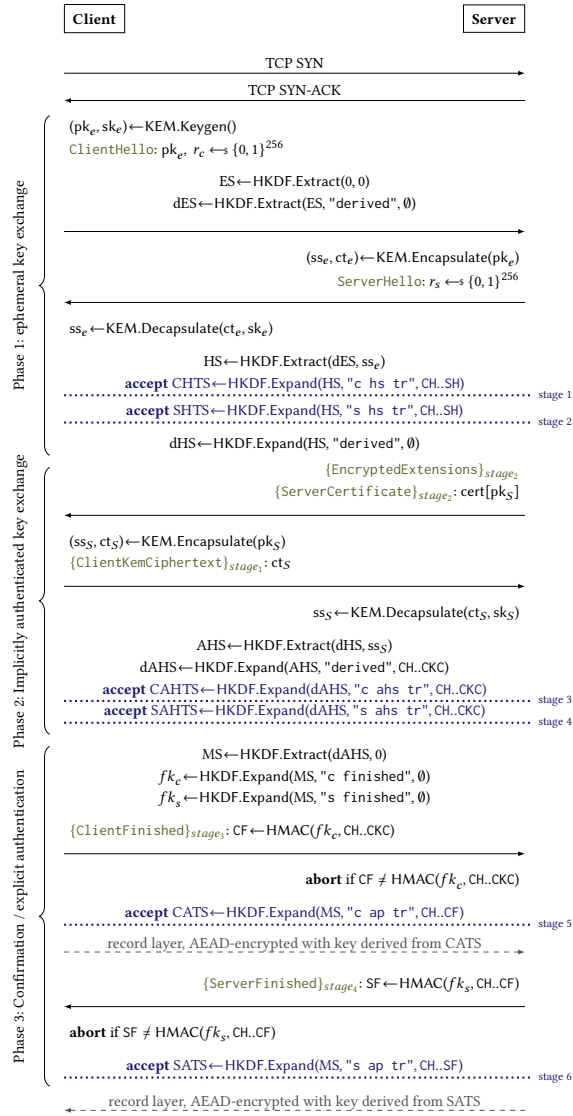 Client Server
TCP SYN
TCP SYN-ACK
Phase 1: ephemeral key exchange
(pkₑ, skₑ)←KEM.Keygen()
ClientHello: pkₑ, r_c ←$ {0, 1}²⁵⁶
ES←HKDF.Extract(0, 0)
dES←HKDF.Extract(ES, "derived", ∅)
(ssₑ, ctₑ)←KEM.Encapsulate(pkₑ)
ServerHello: r_s ←$ {0, 1}²⁵⁶
ssₑ←KEM.Decapsulate(ctₑ, skₑ)
HS←HKDF.Extract(dES, ssₑ)
accept CHTS←HKDF.Expand(HS, "c hs tr", CH..SH)
stage 1
accept SHTS←HKDF.Expand(HS, "s hs tr", CH..SH)
stage 2
dHS←HKDF.Expand(HS, "derived", ∅)
Phase 2: Implicitly authenticated key exchange
{EncryptedExtensions}_stage₂
{ServerCertificate}_stage₂: cert[pk_S]
(ss_S, ct_S)←KEM.Encapsulate(pk_S)
{ClientKemCiphertext}_stage₁: ct_S
ss_S←KEM.Decapsulate(ct_S, sk_S)
AHS←HKDF.Extract(dHS, ss_S)
dAHS←HKDF.Expand(AHS, "derived", CH..CKC)
accept CAHTS←HKDF.Expand(dAHS, "c ahs tr", CH..CKC)
stage 3
accept SAHTS←HKDF.Expand(dAHS, "s ahs tr", CH..CKC)
stage 4
Phase 3: Confirmation / explicit authentication
MS←HKDF.Extract(dAHS, 0)
fk_c←HKDF.Expand(MS, "c finished", ∅)
fk_s←HKDF.Expand(MS, "s finished", ∅)
{ClientFinished}_stage₃: CF←HMAC(fk_c, CH..CKC)
abort if CF ≠ HMAC(fk_c, CH..CKC)
accept CATS←HKDF.Expand(MS, "c ap tr", CH..CF)
stage 5
record layer, AEAD-encrypted with key derived from CATS
{ServerFinished}_stage₄: SF←HMAC(fk_s, CH..CF)
abort if SF ≠ HMAC(fk_s, CH..CF)
accept SATS←HKDF.Expand(MS, "s ap tr", CH..SF)
stage 6
record layer, AEAD-encrypted with key derived from SATS